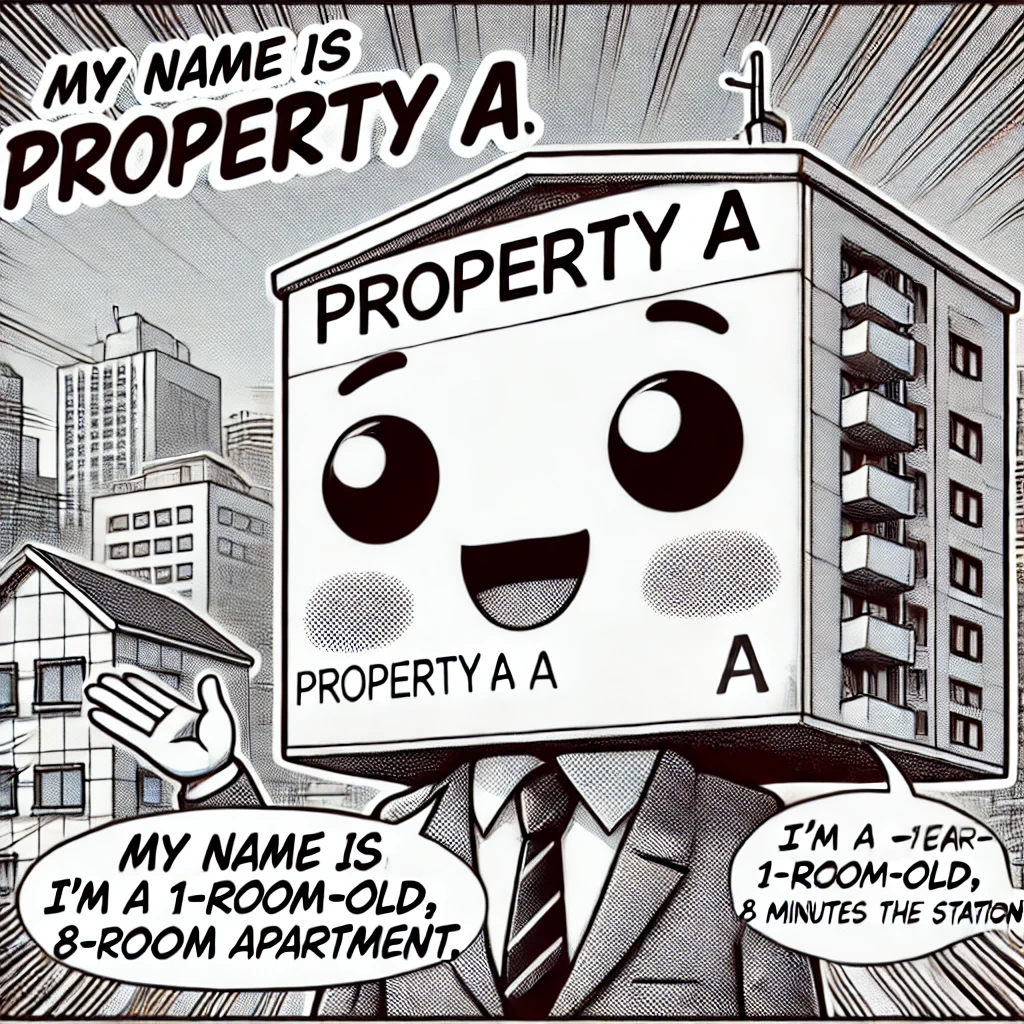 MY NAME IS
PROPERTY A.
PROPERTY A
PROPERTY A A
A
MY NAME IS
I'M A 1-ROOM-OLD,
8-ROOM APARTMENT.
I'M A -1EAR-
1-ROOM-OLD,
8 MINUTES THE STATION